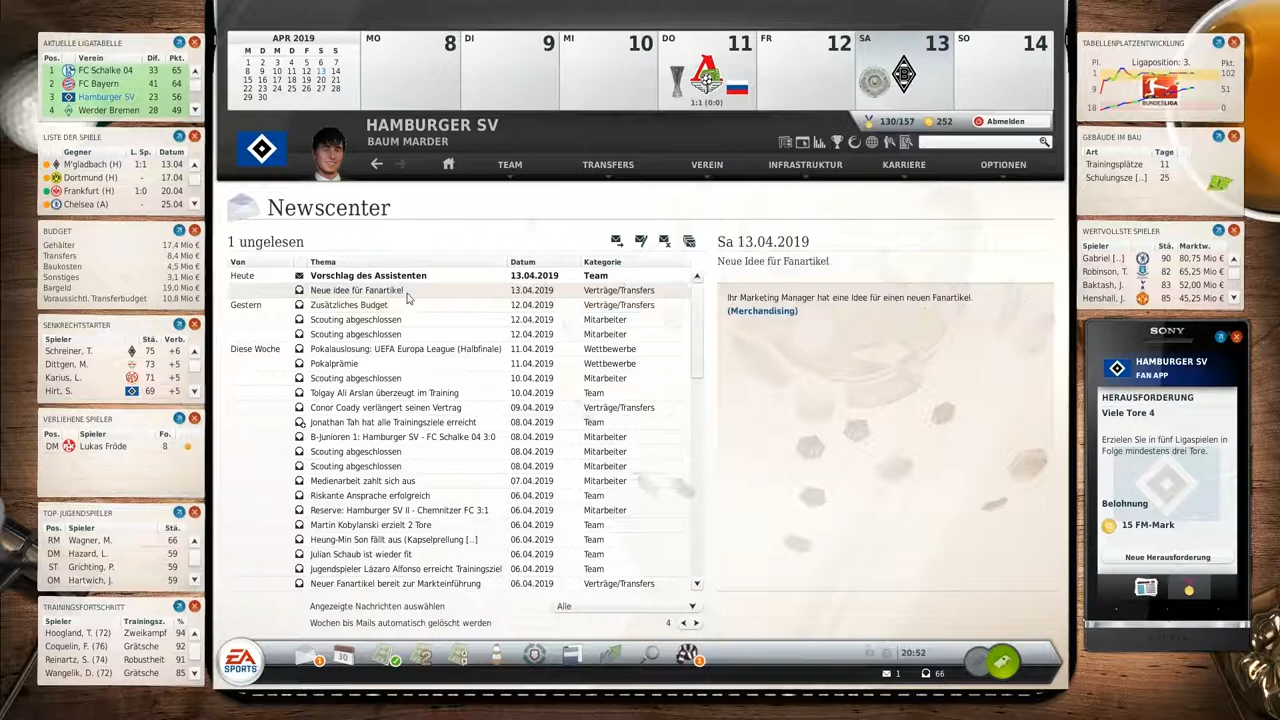 AKTUELLE LIGATABELLE
Pos. Verein Dif. Pkt.
1 FC Schalke 04 33 65
2 FC Bayern 41 64
3 Hamburger SV 23 56
4 Werder Bremen 28 49
LISTE DER SPIELE
Gegner L. Sp. Datum
M'gladbach (H) 1:1 13.04
Dortmund (H) - 17.04
Frankfurt (H) 1:0 20.04
Chelsea (A) - 25.04
BUDGET
Gehälter 17,4 Mio €
Transfers 8,4 Mio €
Baukosten 4,5 Mio €
Sonstiges 3,1 Mio €
Bargeld 19,0 Mio €
Voraussichtl. Transferbudget 10,8 Mio €
SENKRECHTSTARTER
Spieler Stä. Verb.
Schreiner, T. 75 +6
Dittgen, M. 73 +5
Karius, L. 71 +5
Hirt, S. 69 +5
VERLIEHENE SPIELER
Pos. Spieler Fo.
DM Lukas Fröde 8
TOP-JUGENDSPIELER
Pos. Spieler Stä.
RM Wagner, M. 66
DM Hazard, L. 59
ST Grichting, P. 59
OM Hartwich, J. 59
TRAININGSFORTSCHRITT
Spieler Trainingsz. %
Hoogland, T. (72) Zweikampf 94
Coquelin, F. (76) Grätsche 92
Reinartz, S. (74) Robustheit 91
Wangelik, D. (72) Grätsche 85
APR 2019
M D M D F S S
1 2 3 4 5 6 7
8 9 10 11 12 13 14
15 16 17 18 19 20 21
22 23 24 25 26 27 28
29 30
MO 8
DI 9
MI 10
DO 11
1:1 (0:0)
FR 12
SA 13
SO 14
HAMBURGER SV
BAUM MARDER
130/157 252 Abmelden
TEAM TRANSFERS VEREIN INFRASTRUKTUR KARRIERE OPTIONEN
Newscenter
1 ungelesen
Von Thema Datum Kategorie
Heute Vorschlag des Assistenten 13.04.2019 Team
Neue Idee für Fanartikel 13.04.2019 Verträge/Transfers
Gestern Zusätzliches Budget 12.04.2019 Verträge/Transfers
Scouting abgeschlossen 12.04.2019 Mitarbeiter
Scouting abgeschlossen 12.04.2019 Mitarbeiter
Diese Woche Pokalauslosung: UEFA Europa League (Halbfinale) 11.04.2019 Wettbewerbe
Pokalprämie 11.04.2019 Wettbewerbe
Scouting abgeschlossen 10.04.2019 Mitarbeiter
Tolgay Ali Arslan überzeugt im Training 10.04.2019 Team
Conor Coady verlängert seinen Vertrag 09.04.2019 Verträge/Transfers
Jonathan Tah hat alle Trainingsziele erreicht 08.04.2019 Team
B-Junioren 1: Hamburger SV - FC Schalke 04 3:0 08.04.2019 Mitarbeiter
Scouting abgeschlossen 08.04.2019 Mitarbeiter
Scouting abgeschlossen 08.04.2019 Mitarbeiter
Medienarbeit zahlt sich aus 07.04.2019 Mitarbeiter
Riskante Ansprache erfolgreich 06.04.2019 Team
Reserve: Hamburger SV II - Chemnitzer FC 3:1 06.04.2019 Mitarbeiter
Martin Kobylanski erzielt 2 Tore 06.04.2019 Team
Heung-Min Son fällt aus (Kapselprellung [..] 06.04.2019 Team
Julian Schaub ist wieder fit 06.04.2019 Team
Jugendspieler Lázaro Alfonso erreicht Trainingsziel 06.04.2019 Team
Neuer Fanartikel bereit zur Markteinführung 06.04.2019 Verträge/Transfers
Angezeigte Nachrichten auswählen Alle
Wochen bis Mails automatisch gelöscht werden 4
Sa 13.04.2019
Neue Idee für Fanartikel
Ihr Marketing Manager hat eine Idee für einen neuen Fanartikel.
(Merchandising)
EA SPORTS
1 30 1 20:52
1 66
TABELLENPLATZENTWICKLUNG
Pl. Ligaposition: 3. Pkt.
1 102
9 51
18 0
BUNDESLIGA
GEBÄUDE IM BAU
Art Tage
Trainingsplätze 11
Schulungsze [..] 25
WERTVOLLSTE SPIELER
Spieler Stä. Marktw.
Gabriel [..] 90 80,75 Mio €
Robinson, T. 82 65,25 Mio €
Baktash, J. 83 52,00 Mio €
Henshall, J. 85 45,25 Mio €
SONY
HAMBURGER SV
FAN APP
HERAUSFORDERUNG
Viele Tore 4
Erzielen Sie in fünf Ligaspielen in
Folge mindestens drei Tore.
Belohnung
15 FM-Mark
Neue Herausforderung